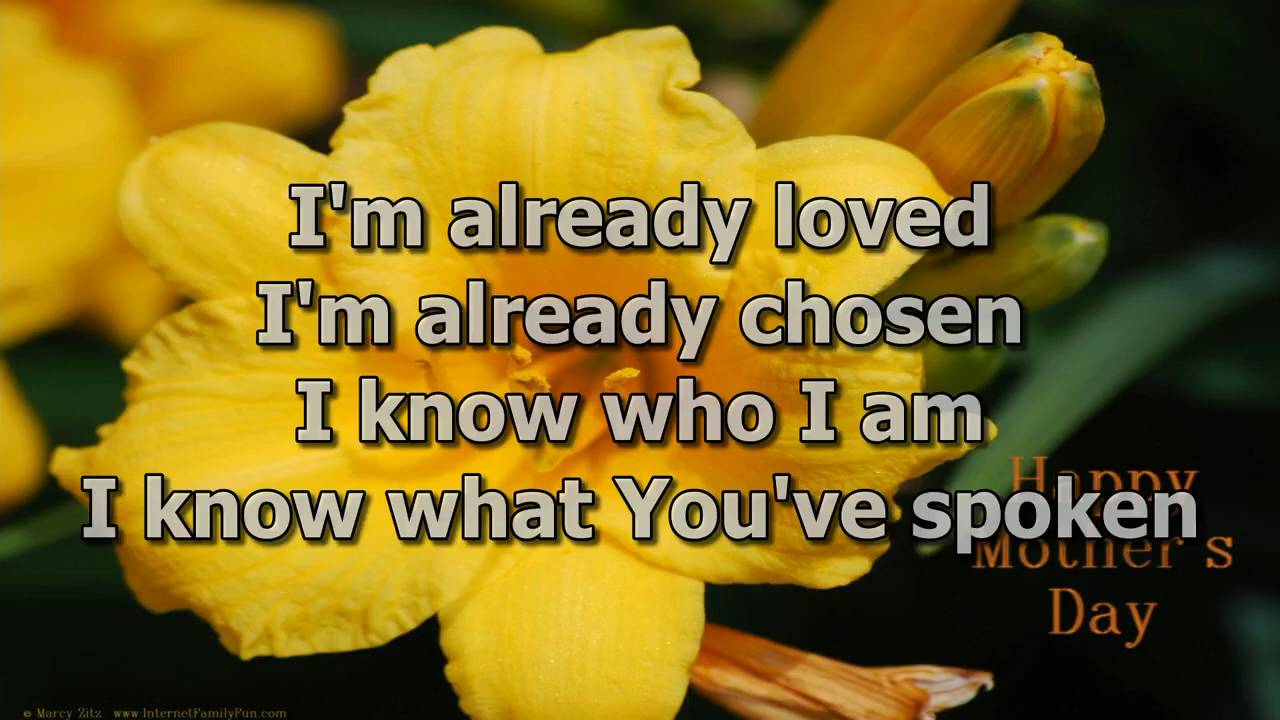 I'm already loved
I'm already chosen
I know who I am
I know what You've spoken
Happy
Mother's
Day
© Marcy Zitz www.InternetFamilyFun.com